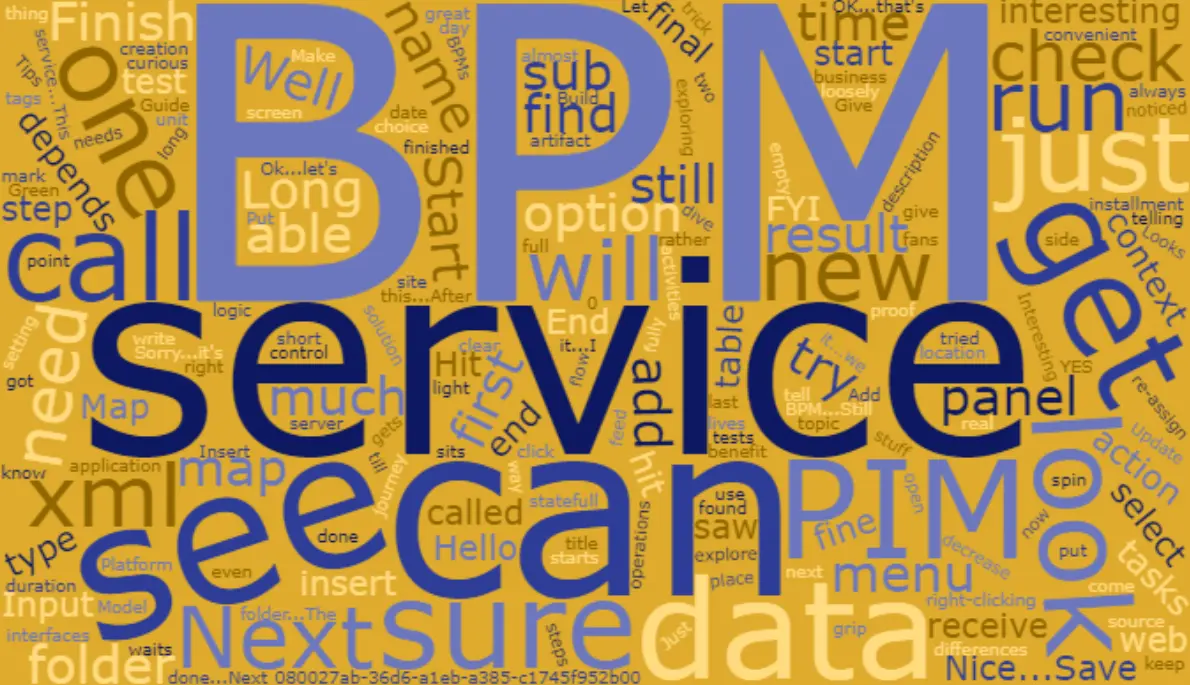 thing
Finish
creation
curious
test
service...This
Tips
tags
Guide
unit
needs
long
depends
mark
Green
step
one
call
point
BPM
Well
Make
screen
Ok...let's
Long
Put
able
date
choice
finished
name
great
day
BPMs
Start
site
this...After
almost
sub
Build
find
artifact
option
full
will
0
still
Let
final
trick
two
exploring
dive
rather
activities
OK...that's
time
start
business
loosely
Give
empty
FYI
description
result
give
fans
new
interesting
convenient
check
run
always
noticed
just
installment
telling
Looks
context
side
get
service
logic
setting
got
need
Map
write
Sorry...it's
right
short
control
solution
much
server
Hit
clear
light
first
flow
End
it...I
fully
feed
add
table
last
lives
tests
benefit
try
it...we
tell
BPM...Still
topic
Add
proof
tried
location
panel
real
Interesting
YES
re-assign
Update
action
know
application
Insert
map
gets
till
Journey
sits
end
click
way
hit
stuff
open
xml
see
can
called
Hello
statefull
title
starts
operations
use
found
saw
explore
place
PIM
fine
decrease
now
look
spin
put
select
tasks
type
done
duration
Platform
even
insert
Input
Model
interfaces
waits
folder
folder...The
Next
sure
steps
data
Just
next
menu
grip
right-clicking
receive
differences
come
source
web
keep
Nice...Save
done...Next 080027ab-36d6-a1eb-a385-c1745f952b00